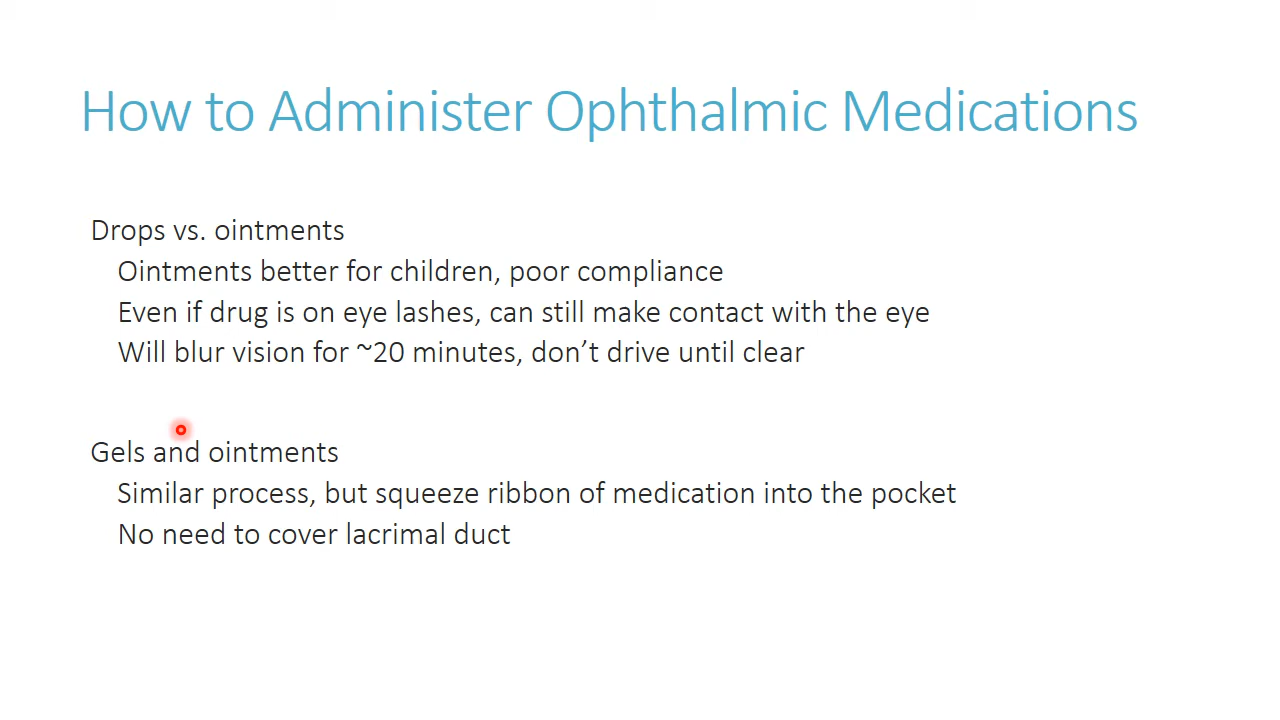 How to Administer Ophthalmic Medications
Drops vs. ointments
Ointments better for children, poor compliance
Even if drug is on eye lashes, can still make contact with the eye
Will blur vision for ~20 minutes, don’t drive until clear
Gels and ointments
Similar process, but squeeze ribbon of medication into the pocket
No need to cover lacrimal duct